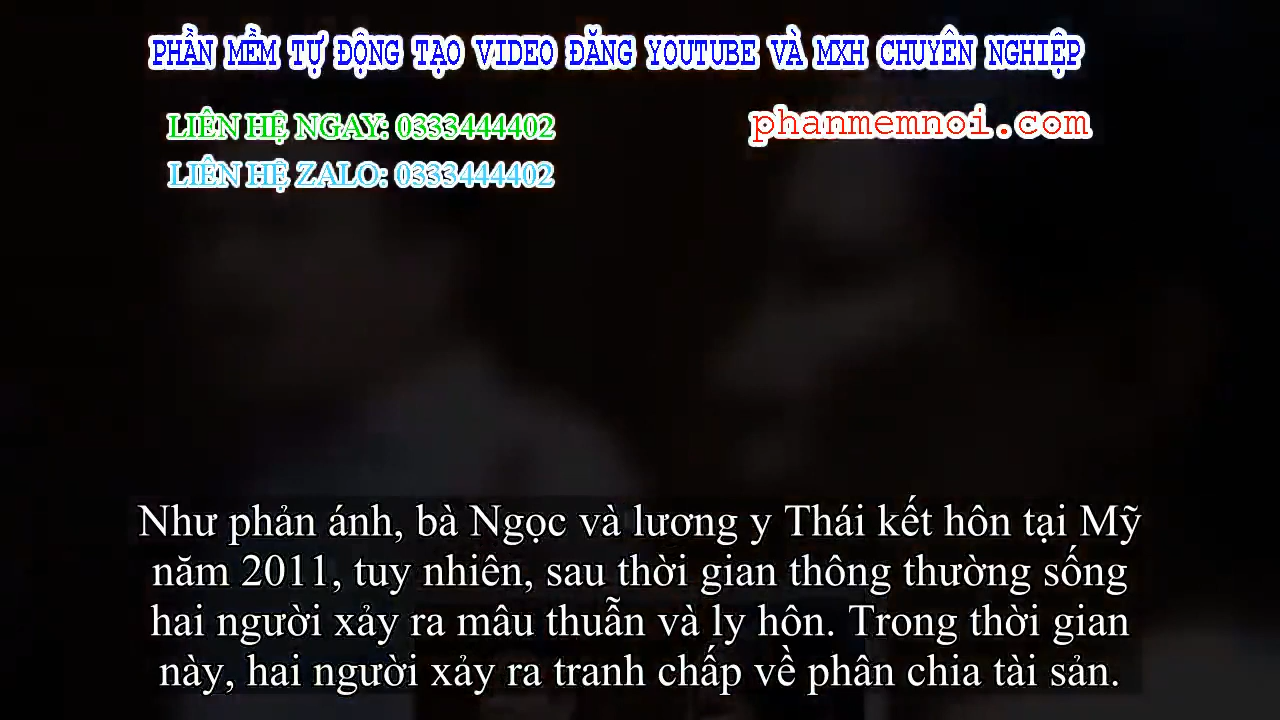 PHẦN MỀM TỰ ĐỘNG TẠO VIDEO ĐĂNG YOUTUBE VÀ MXH CHUYÊN NGHIỆP
LIÊN HỆ NGAY: 0333444402
phanmemnoi.com
LIÊN HỆ ZALO: 0333444402
Như phản ánh, bà Ngọc và lương y Thái kết hôn tại Mỹ
năm 2011, tuy nhiên, sau thời gian thông thường sống
hai người xảy ra mâu thuẫn và ly hôn. Trong thời gian
này, hai người xảy ra tranh chấp về phân chia tài sản.